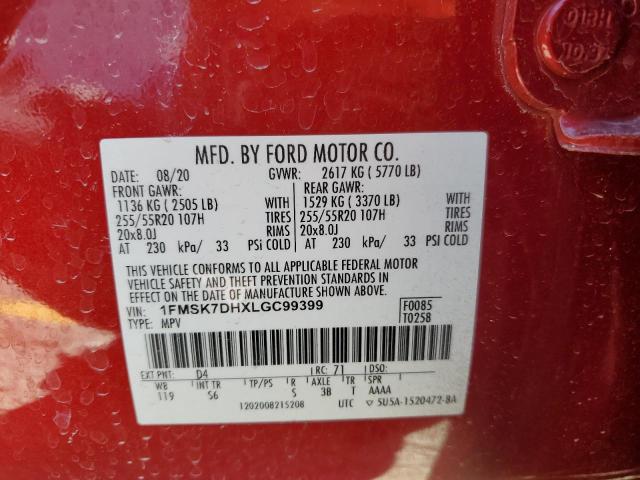 MFD. BY FORD MOTOR CO.
DATE: 08/20 GVWR: 2617 KG (5770 LB)
FRONT GAWR: REAR GAWR:
1136 KG (2505 LB) WITH 1529 KG (3370 LB) WITH
255/55R20 107H TIRES 255/55R20 107H TIRES
20x8.0J RIMS 20x8.0J RIMS
AT 230 kPa/ 33 PSi COLD AT 230 kPa/ 33 PSi COLD
THIS VEHICLE CONFORMS TO ALL APPLICABLE FEDERAL MOTOR
VEHICLE SAFETY AND THEFT PREVENTION STANDARDS IN
EFFECT ON THE DATE OF MANUFACTURE SHOWN ABOVE.
VIN: 1FMSK7DHXLGC99399 F0085
TYPE: MPV T0258
EXT PNT: D4 RC: 71 DSO:
WB INT TR TP/PS R AXLE TR SPR
119 S6 S 3B T AAAA
1202008215208 UTC ▽ 5U5A-1520472-BA